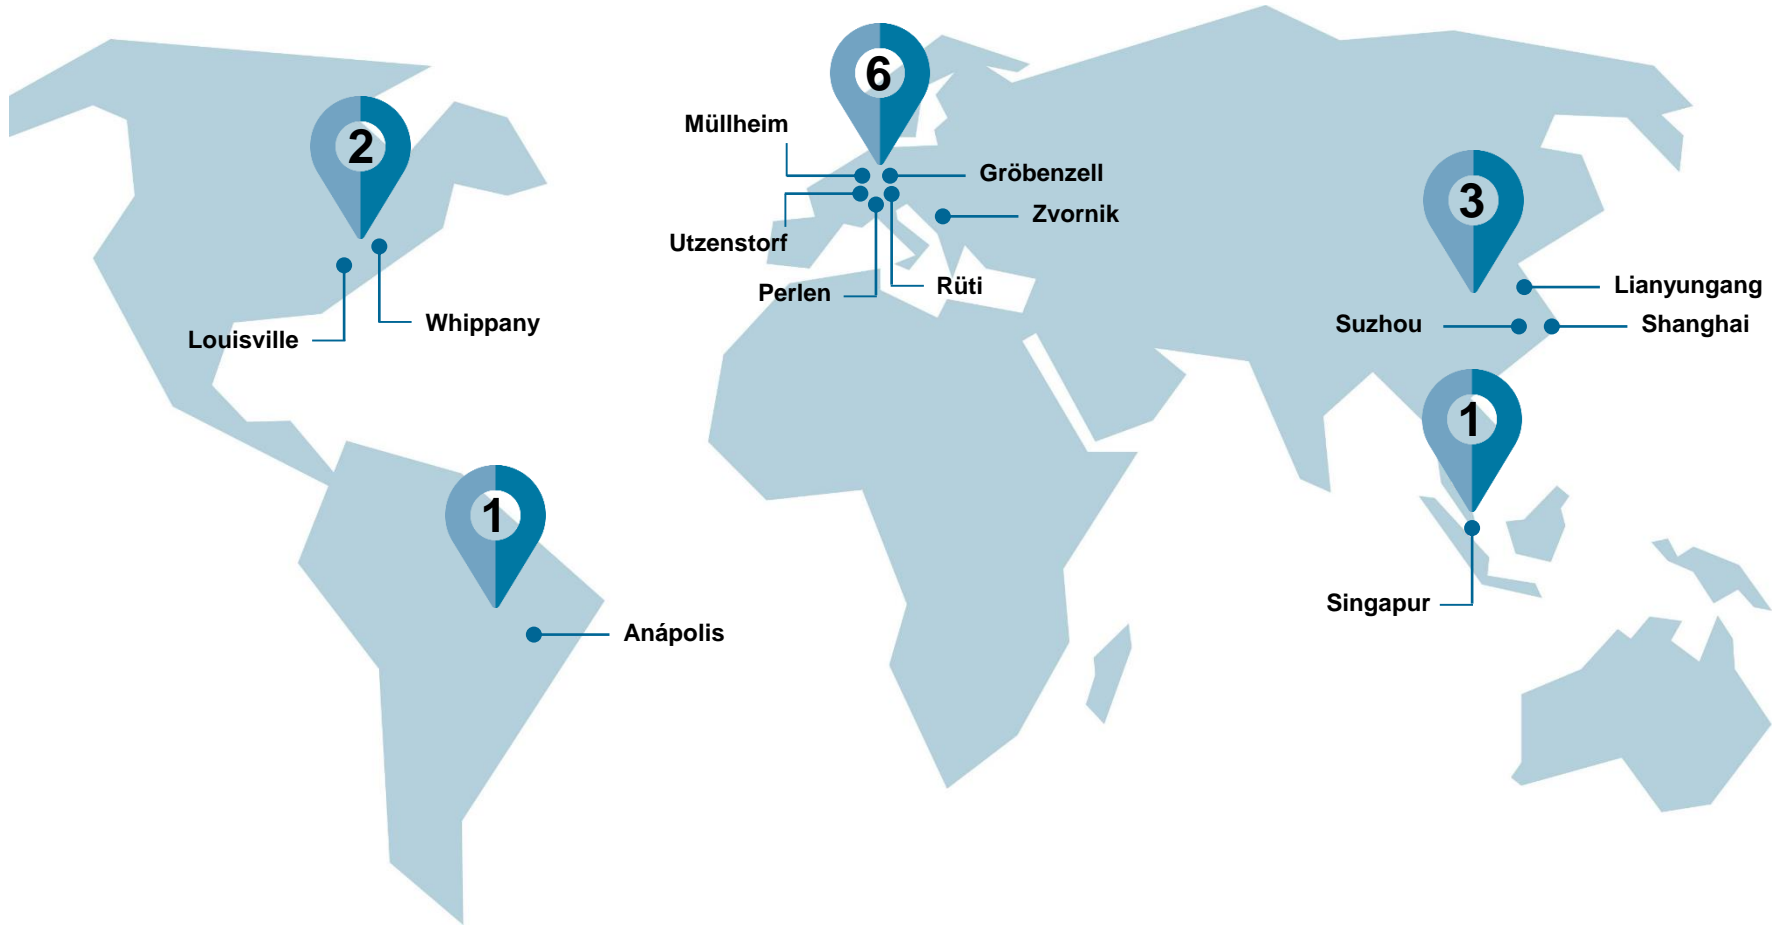 2
Louisville
Whippany
1
Anápolis
6
Müllheim
Gröbenzell
Utzenstorf
Zvornik
Perlen
Rüti
3
Lianyungang
Suzhou
Shanghai
1
Singapur